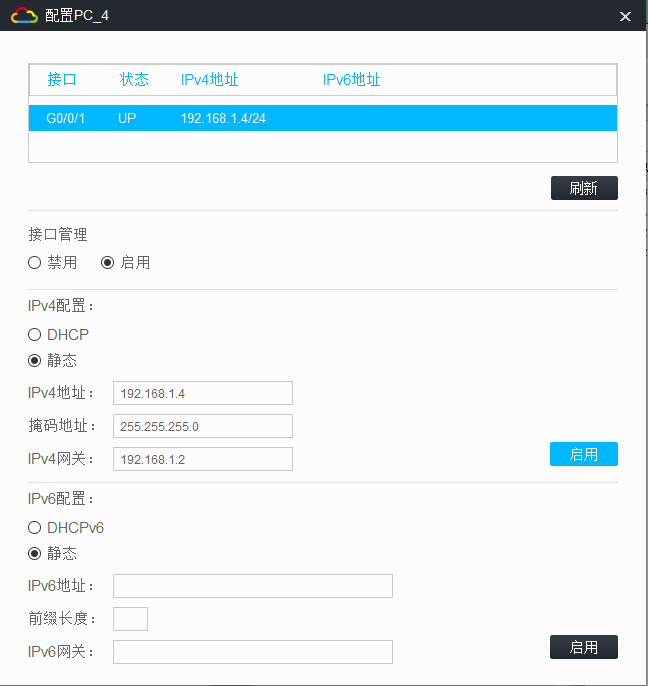 配置PC_4
接口 状态 IPv4地址 IPv6地址
G0/0/1 UP 192.168.1.4/24
刷新
接口管理
禁用 启用
IPv4配置：
DHCP
静态
IPv4地址： 192.168.1.4
掩码地址： 255.255.255.0
IPv4网关： 192.168.1.2
启用
IPv6配置：
DHCPv6
静态
IPv6地址：
前缀长度：
IPv6网关：
启用